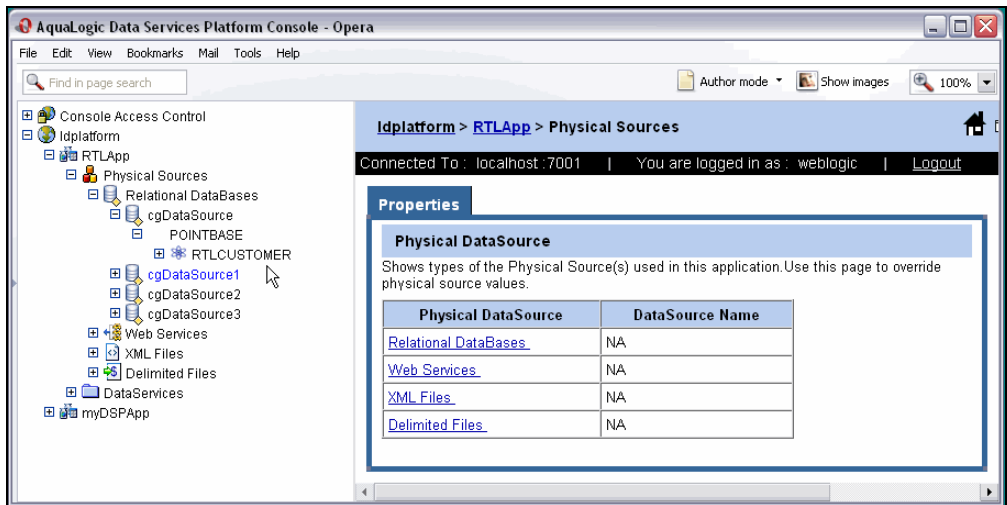 AquaLogic Data Services Platform Console - Opera
File Edit View Bookmarks Mail Tools Help
Find in page search
Author mode
Show images
100%
Console Access Control
ldplatform
RTLApp
Physical Sources
Relational DataBases
cgDataSource
POINTBASE
RTLCUSTOMER
cgDataSource1
cgDataSource2
cgDataSource3
Web Services
XML Files
Delimited Files
DataServices
myDSPApp
ldplatform > RTLApp > Physical Sources
Connected To : localhost :7001 | You are logged in as : weblogic | Logout
Properties
Physical DataSource
Shows types of the Physical Source(s) used in this application.Use this page to override
physical source values.
Physical DataSource DataSource Name
Relational DataBases NA
Web Services NA
XML Files NA
Delimited Files NA